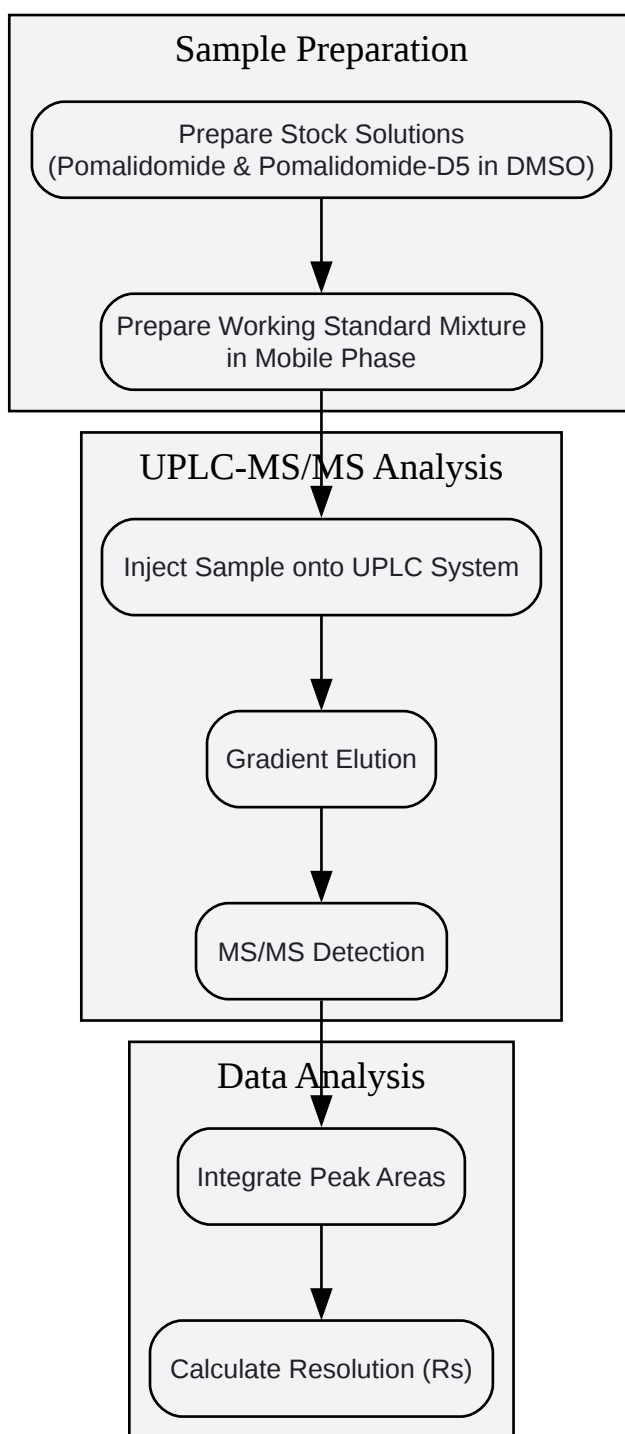 Sample Preparation
Prepare Stock Solutions
(Pomalidomide & Pomalidomide-D5 in DMSO)
Prepare Working Standard Mixture
in Mobile Phase
UPLC-MS/MS Analysis
Inject Sample onto UPLC System
Gradient Elution
MS/MS Detection
Data Analysis
Integrate Peak Areas
Calculate Resolution (Rs)